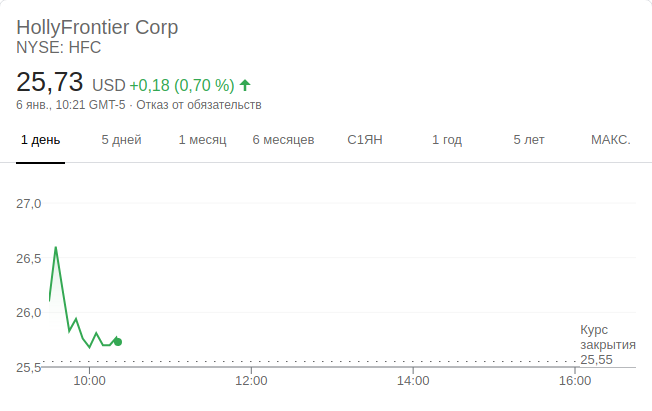 HollyFrontier Corp
NYSE: HFC
25,73 USD +0,18 (0,70 %)
6 янв., 10:21 GMT-5 · Отказ от обязательств
1 день 5 дней 1 месяц 6 месяцев С1ЯН 1 год 5 лет МАКС.
27,0
26,5
26,0
Курс
закрытия
25,55
25,5
10:00 12:00 14:00 16:00